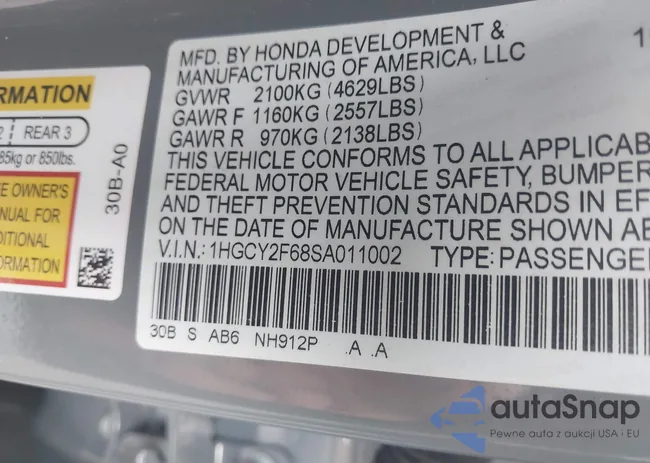 MFD. BY HONDA DEVELOPMENT &
MANUFACTURING OF AMERICA, LLC
GVWR 2100KG (4629LBS)
GAWR F 1160KG (2557LBS)
GAWR R 970KG (2138LBS)
THIS VEHICLE CONFORMS TO ALL APPLICAB
FEDERAL MOTOR VEHICLE SAFETY, BUMPER
AND THEFT PREVENTION STANDARDS IN EF
ON THE DATE OF MANUFACTURE SHOWN AB
V.I.N.: 1HGCY2F68SA011002 TYPE: PASSENGE
30B S AB6 NH912P .A .A
ORMATION
2 REAR 3
85kg or 850lbs.
E OWNER'S
ANUAL FOR
DITIONAL
ORMATION
30B-A0
autaSnap
Pewne auta z aukcji USA i EU